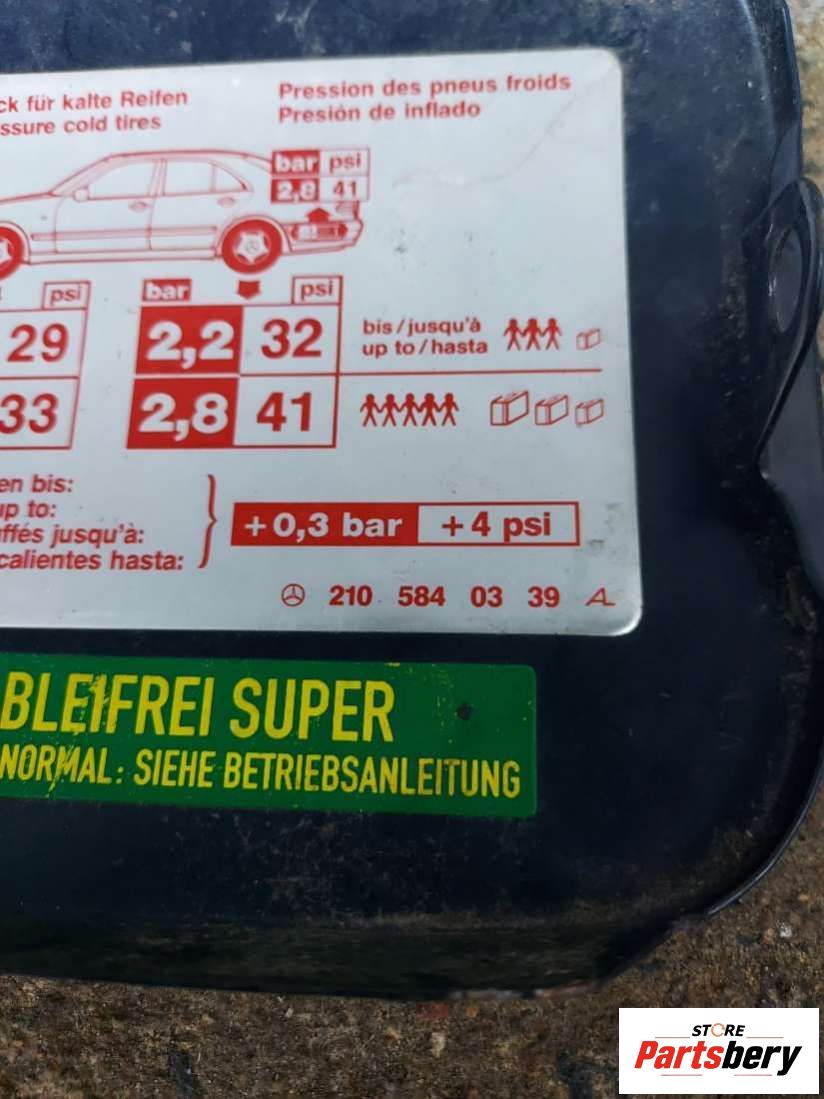 ck für kalte Reifen
ssure cold tires
Pression des pneus froids
Presión de inflado
bar psi
2,8 41
psi
bar psi
29 2,2 32 bis/jusqu'à
up to/hasta
33 2,8 41
en bis:
up to:
ffés jusqu'à:
calientes hasta:
+0,3 bar +4 psi
210 584 03 39 A
BLEIFREI SUPER
NORMAL: SIEHE BETRIEBSANLEITUNG
STORE
Partsbery